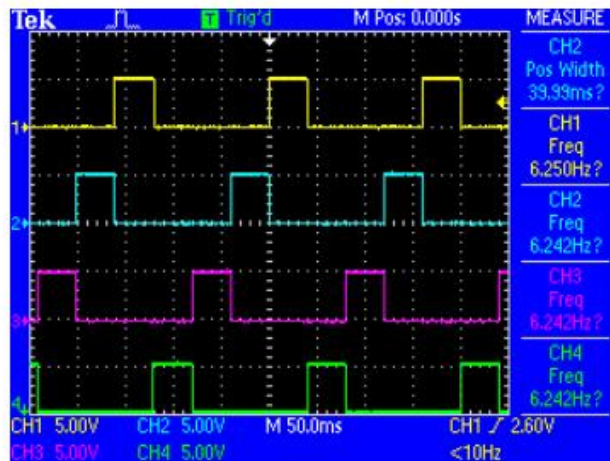 Tek T Trig'd M Pos: 0.000s MEASURE
CH2
Pos Width
39.99ms?
1
CH1
Freq
6.250Hz?
2
CH2
Freq
6.242Hz?
3
CH3
Freq
6.242Hz?
4
CH4
Freq
6.242Hz?
CH1 5.00V CH2 5.00V M 50.0ms CH1 2.60V
CH3 5.00V CH4 5.00V <10Hz